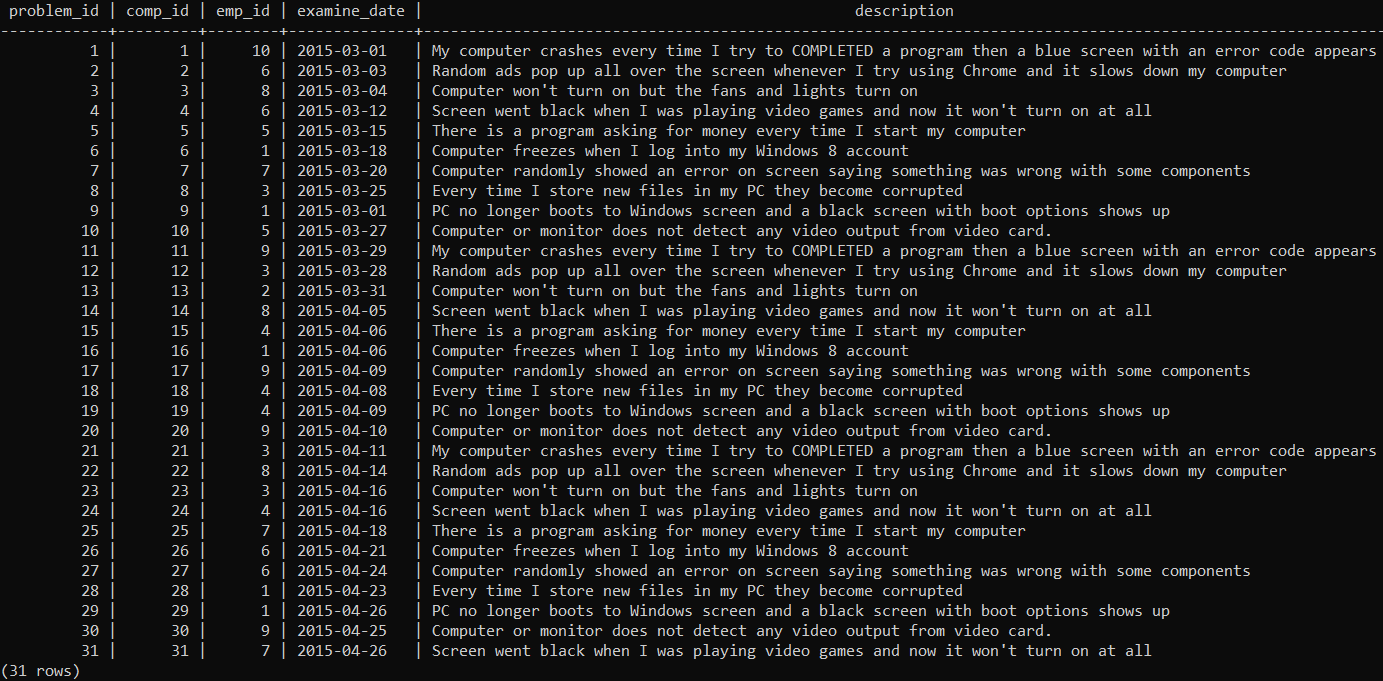 problem_id | comp_id | emp_id | examine_date | description
------------+---------+--------+--------------+-----------------------------------------------------------------------------------------------------------
1 | 1 | 10 | 2015-03-01 | My computer crashes every time I try to COMPLETED a program then a blue screen with an error code appears
2 | 2 | 6 | 2015-03-03 | Random ads pop up all over the screen whenever I try using Chrome and it slows down my computer
3 | 3 | 8 | 2015-03-04 | Computer won't turn on but the fans and lights turn on
4 | 4 | 6 | 2015-03-12 | Screen went black when I was playing video games and now it won't turn on at all
5 | 5 | 5 | 2015-03-15 | There is a program asking for money every time I start my computer
6 | 6 | 1 | 2015-03-18 | Computer freezes when I log into my Windows 8 account
7 | 7 | 7 | 2015-03-20 | Computer randomly showed an error on screen saying something was wrong with some components
8 | 8 | 3 | 2015-03-25 | Every time I store new files in my PC they become corrupted
9 | 9 | 1 | 2015-03-01 | PC no longer boots to Windows screen and a black screen with boot options shows up
10 | 10 | 5 | 2015-03-27 | Computer or monitor does not detect any video output from video card.
11 | 11 | 9 | 2015-03-29 | My computer crashes every time I try to COMPLETED a program then a blue screen with an error code appears
12 | 12 | 3 | 2015-03-28 | Random ads pop up all over the screen whenever I try using Chrome and it slows down my computer
13 | 13 | 2 | 2015-03-31 | Computer won't turn on but the fans and lights turn on
14 | 14 | 8 | 2015-04-05 | Screen went black when I was playing video games and now it won't turn on at all
15 | 15 | 4 | 2015-04-06 | There is a program asking for money every time I start my computer
16 | 16 | 1 | 2015-04-06 | Computer freezes when I log into my Windows 8 account
17 | 17 | 9 | 2015-04-09 | Computer randomly showed an error on screen saying something was wrong with some components
18 | 18 | 4 | 2015-04-08 | Every time I store new files in my PC they become corrupted
19 | 19 | 4 | 2015-04-09 | PC no longer boots to Windows screen and a black screen with boot options shows up
20 | 20 | 9 | 2015-04-10 | Computer or monitor does not detect any video output from video card.
21 | 21 | 3 | 2015-04-11 | My computer crashes every time I try to COMPLETED a program then a blue screen with an error code appears
22 | 22 | 8 | 2015-04-14 | Random ads pop up all over the screen whenever I try using Chrome and it slows down my computer
23 | 23 | 3 | 2015-04-16 | Computer won't turn on but the fans and lights turn on
24 | 24 | 4 | 2015-04-16 | Screen went black when I was playing video games and now it won't turn on at all
25 | 25 | 7 | 2015-04-18 | There is a program asking for money every time I start my computer
26 | 26 | 6 | 2015-04-21 | Computer freezes when I log into my Windows 8 account
27 | 27 | 6 | 2015-04-24 | Computer randomly showed an error on screen saying something was wrong with some components
28 | 28 | 1 | 2015-04-23 | Every time I store new files in my PC they become corrupted
29 | 29 | 1 | 2015-04-26 | PC no longer boots to Windows screen and a black screen with boot options shows up
30 | 30 | 9 | 2015-04-25 | Computer or monitor does not detect any video output from video card.
31 | 31 | 7 | 2015-04-26 | Screen went black when I was playing video games and now it won't turn on at all
(31 rows)